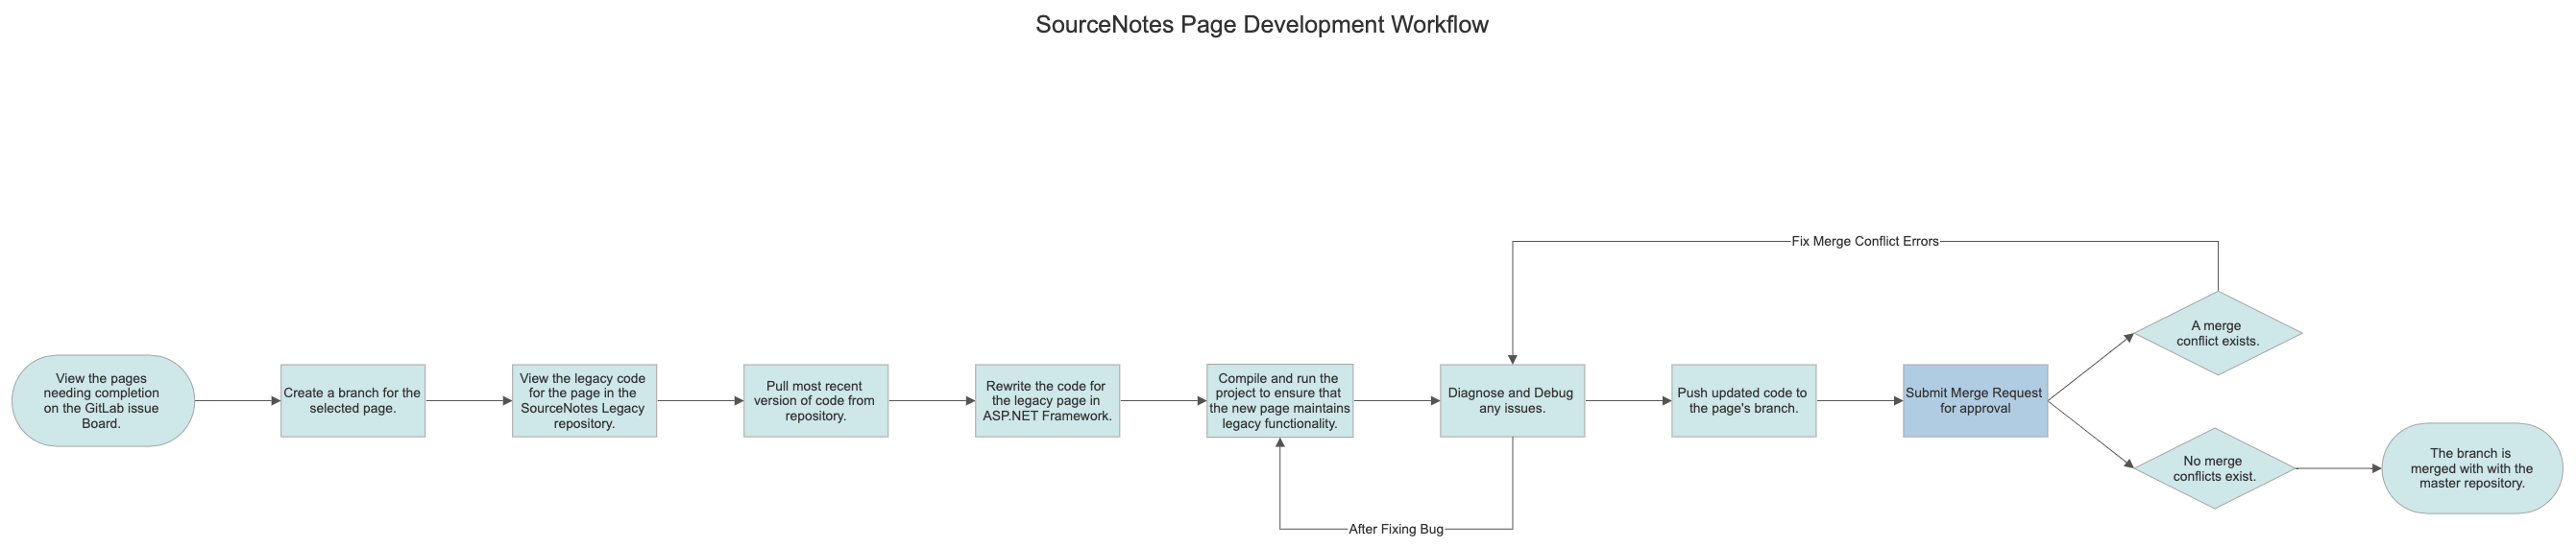 SourceNotes Page Development Workflow
Fix Merge Conflict Errors
A merge
conflict exists.
View the pages
needing completion
on the GitLab issue
Board.
Create a branch for the
selected page.
View the legacy code
for the page in the
SourceNotes Legacy
repository.
Pull most recent
version of code from
repository.
Rewrite the code for
the legacy page in
ASP.NET Framework.
Compile and run the
project to ensure that
the new page maintains
legacy functionality.
Diagnose and Debug
any issues.
Push updated code to
the page's branch.
Submit Merge Request
for approval
No merge
conflicts exist.
The branch is
merged with with the
master repository.
After Fixing Bug